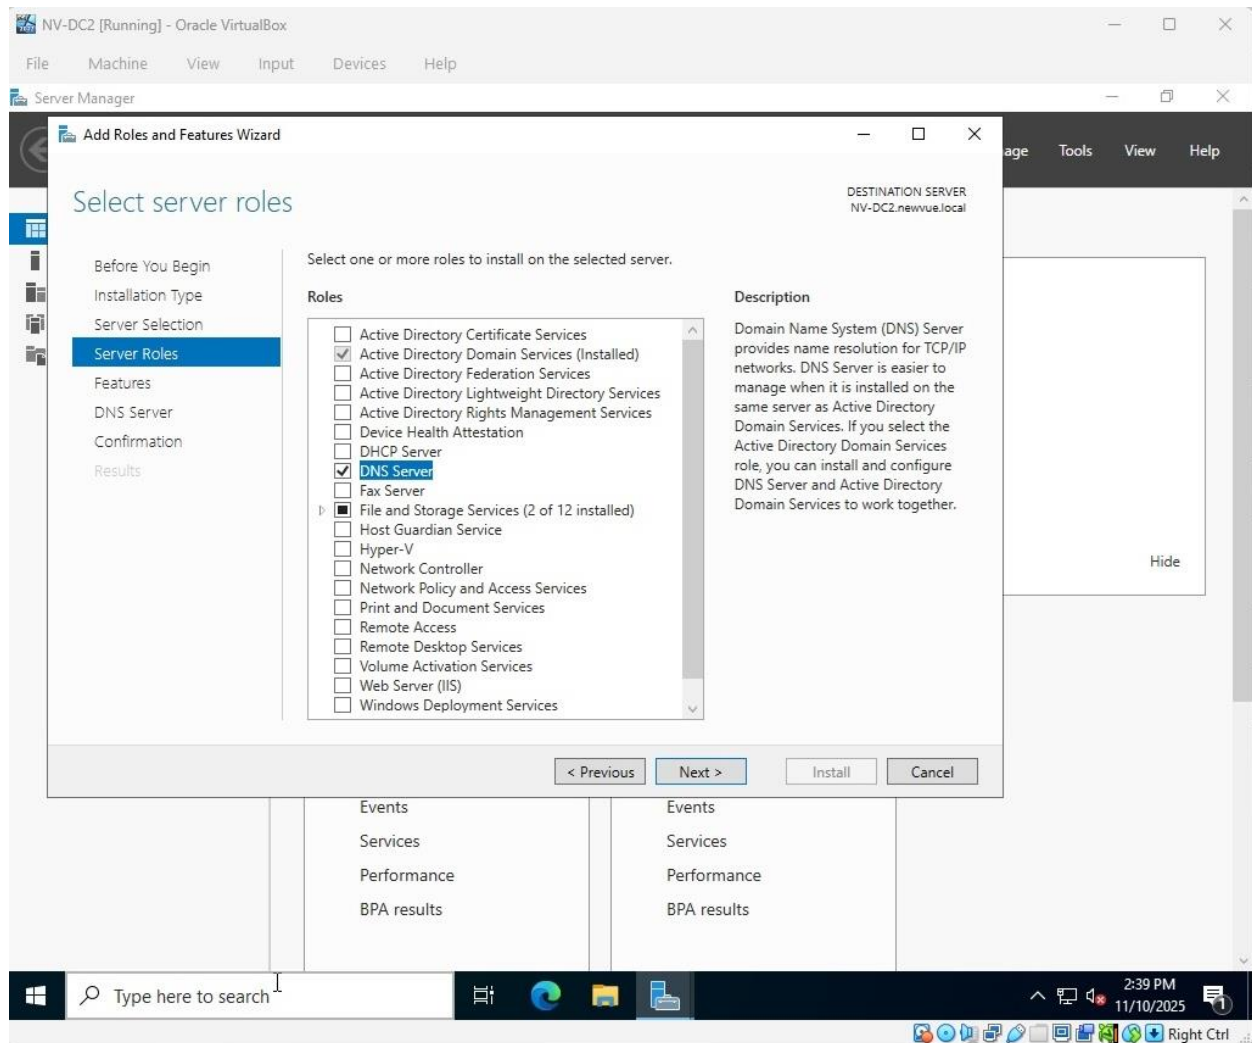 NV-DC2 [Running] - Oracle VirtualBox
File Machine View Input Devices Help
Server Manager
Add Roles and Features Wizard
age Tools View Help
Select server roles
DESTINATION SERVER
NV-DC2.newvue.local
Before You Begin
Installation Type
Server Selection
Server Roles
Features
DNS Server
Confirmation
Results
Select one or more roles to install on the selected server.
Roles
Active Directory Certificate Services
Active Directory Domain Services (Installed)
Active Directory Federation Services
Active Directory Lightweight Directory Services
Active Directory Rights Management Services
Device Health Attestation
DHCP Server
DNS Server
Fax Server
File and Storage Services (2 of 12 installed)
Host Guardian Service
Hyper-V
Network Controller
Network Policy and Access Services
Print and Document Services
Remote Access
Remote Desktop Services
Volume Activation Services
Web Server (IIS)
Windows Deployment Services
Description
Domain Name System (DNS) Server
provides name resolution for TCP/IP
networks. DNS Server is easier to
manage when it is installed on the
same server as Active Directory
Domain Services. If you select the
Active Directory Domain Services
role, you can install and configure
DNS Server and Active Directory
Domain Services to work together.
Hide
< Previous Next > Install Cancel
Events Events
Services Services
Performance Performance
BPA results BPA results
Type here to search
2:39 PM
11/10/2025
1
Right Ctrl